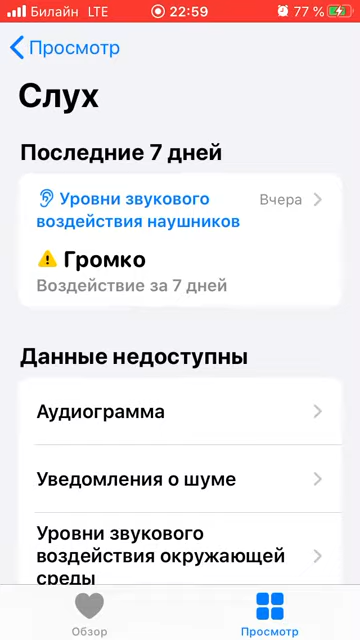 Билайн LTE 22:59 77 %
Просмотр
Слух
Последние 7 дней
Уровни звукового Вчера
воздействия наушников
Громко
Воздействие за 7 дней
Данные недоступны
Аудиограмма
Уведомления о шуме
Уровни звукового
воздействия окружающей
среды
Обзор Просмотр